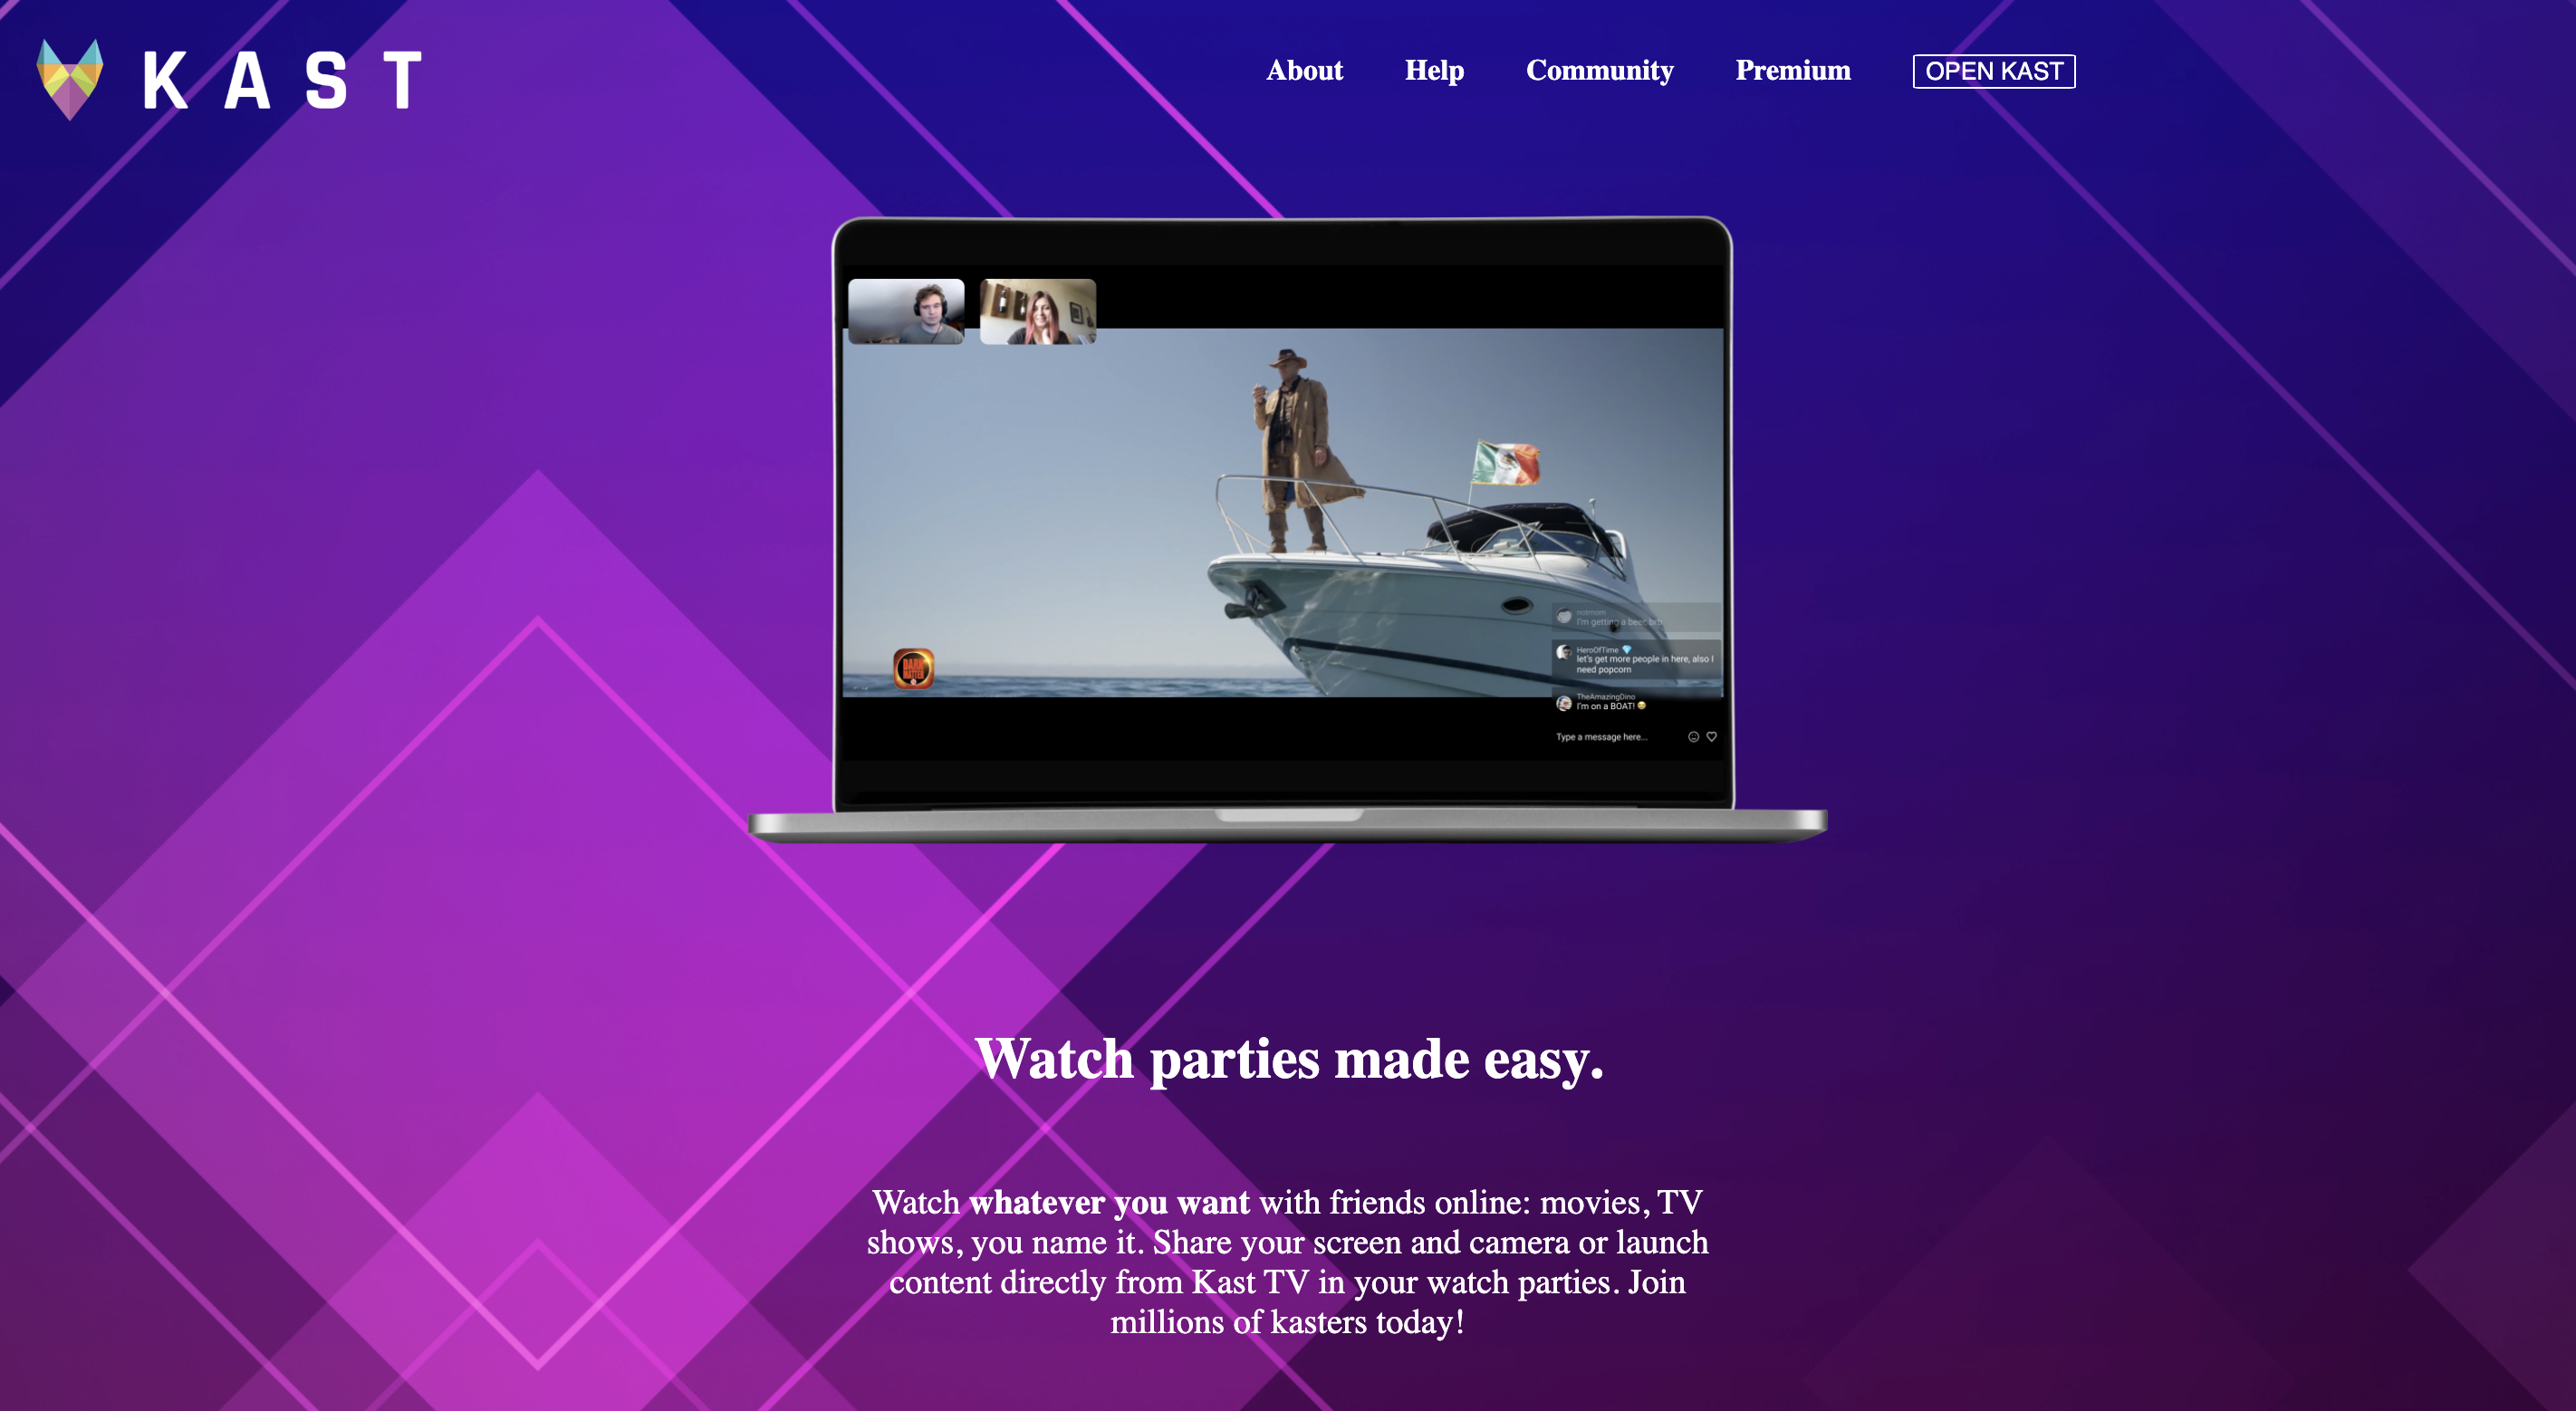 KAST
About Help Community Premium OPEN KAST
DARK
MATTER
notmom
I'm getting a beer, brb
HeroOfTime 💎
let's get more people in here, also I
need popcorn
TheAmazingDino
I'm on a BOAT! 😂
Type a message here...
Watch parties made easy.
Watch whatever you want with friends online: movies, TV
shows, you name it. Share your screen and camera or launch
content directly from Kast TV in your watch parties. Join
millions of kasters today!